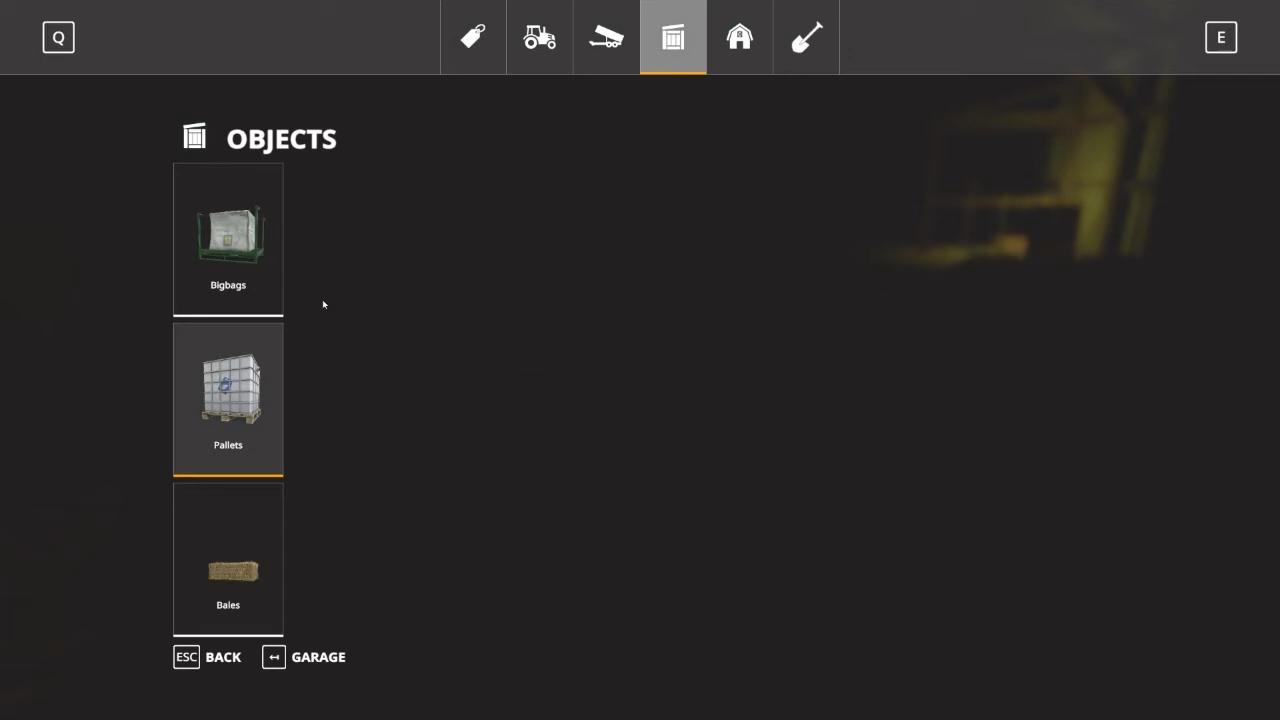 Q
E
OBJECTS
Bigbags
Pallets
Bales
ESC BACK ↤ GARAGE